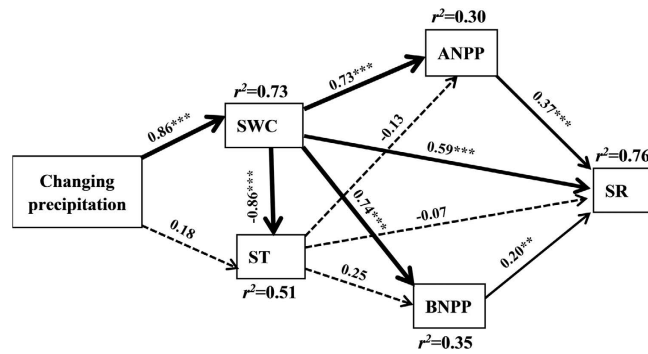 r²=0.30
ANPP
0.73***
r²=0.73
0.37***
-0.13
0.86***
SWC
0.59***
r²=0.76
Changing
precipitation
-0.86***
SR
0.74***
-0.07
0.18
ST
0.20**
0.25
r²=0.51
BNPP
r²=0.35